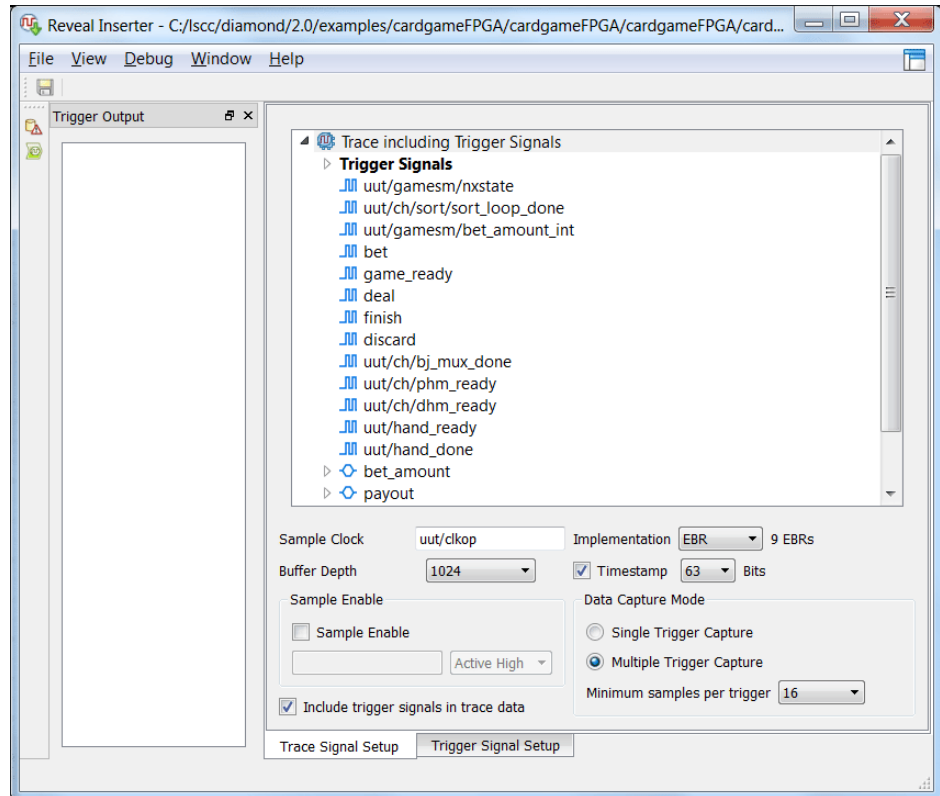 Reveal Inserter - C:/lscc/diamond/2.0/examples/cardgameFPGA/cardgameFPGA/cardgameFPGA/card...
File View Debug Window Help
Trigger Output
Trace including Trigger Signals
Trigger Signals
uut/gamesm/nxstate
uut/ch/sort/sort_loop_done
uut/gamesm/bet_amount_int
bet
game_ready
deal
finish
discard
uut/ch/bj_mux_done
uut/ch/phm_ready
uut/ch/dhm_ready
uut/hand_ready
uut/hand_done
bet_amount
payout
Sample Clock uut/clkop Implementation EBR 9 EBRs
Buffer Depth 1024 Timestamp 63 Bits
Sample Enable Data Capture Mode
Sample Enable Single Trigger Capture
Active High Multiple Trigger Capture
Minimum samples per trigger 16
Include trigger signals in trace data
Trace Signal Setup Trigger Signal Setup